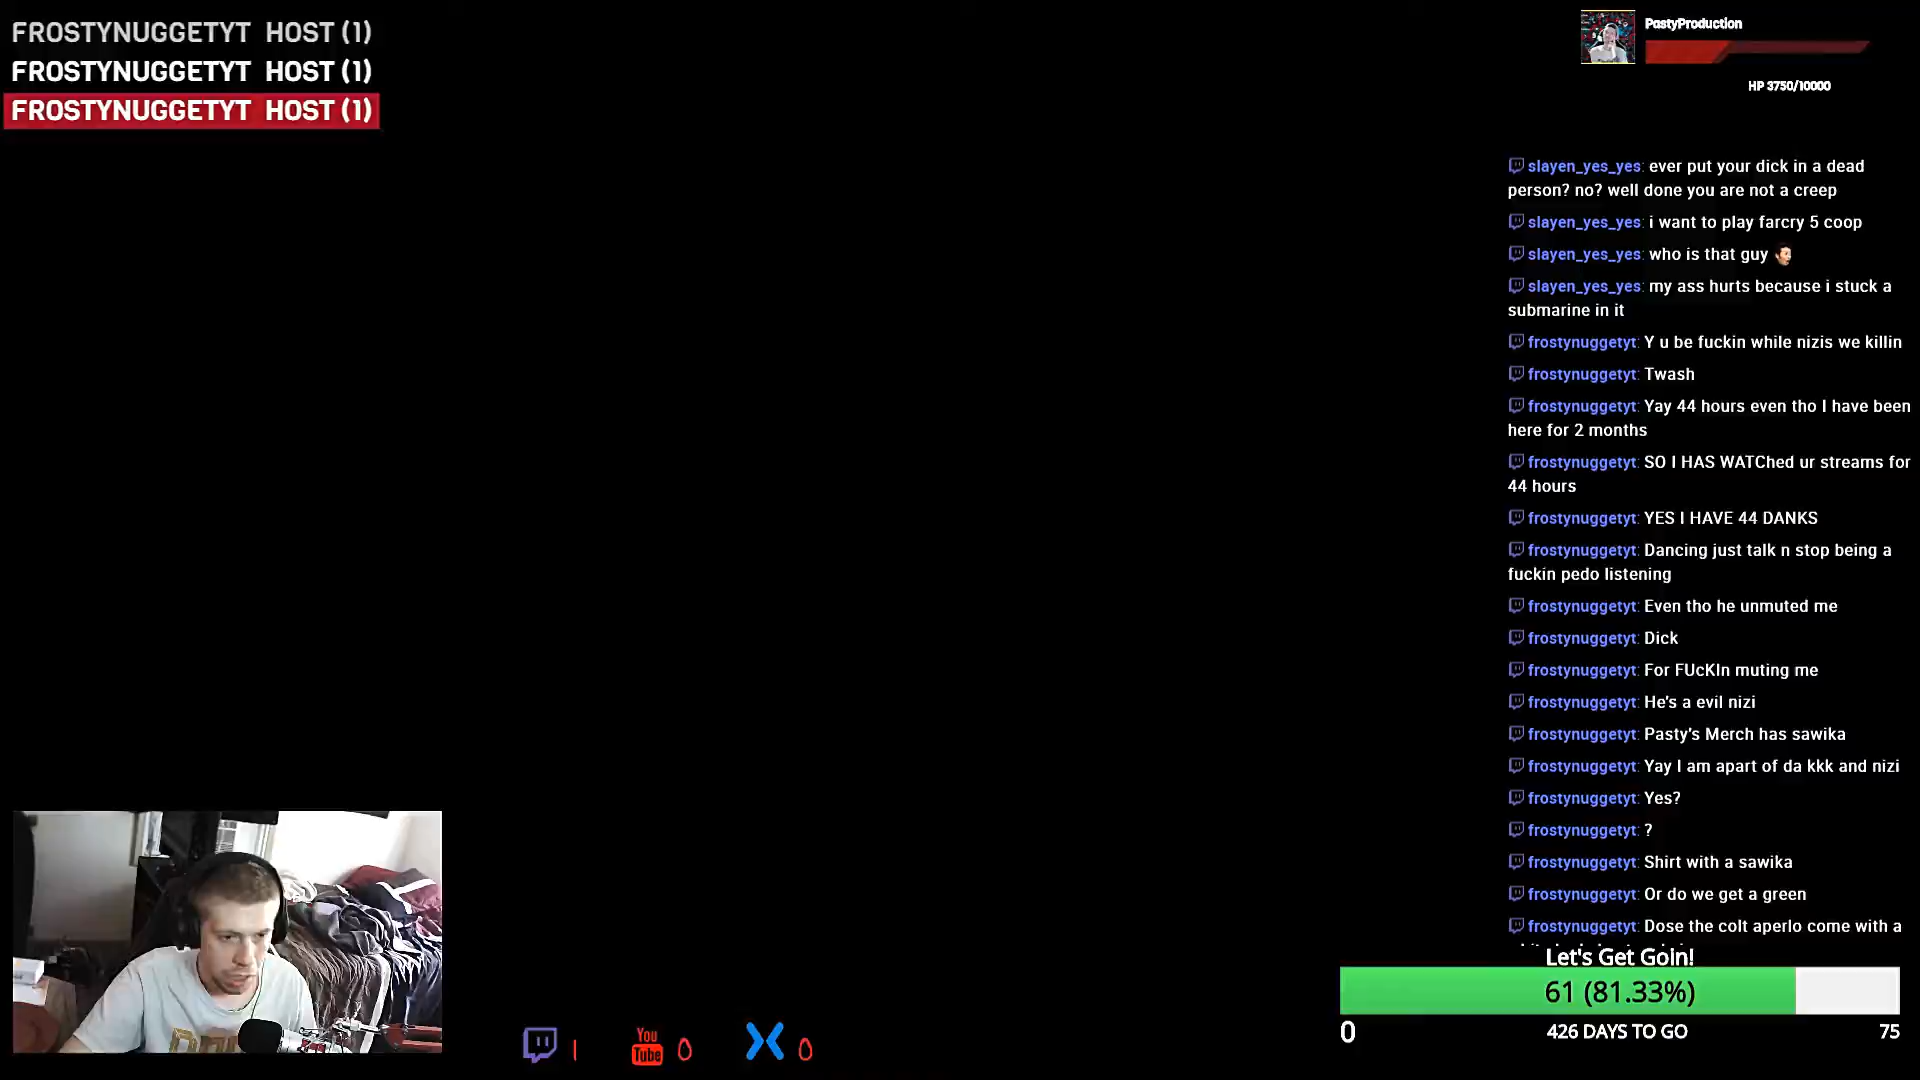 FROSTYNUGGETYT HOST (1)
FROSTYNUGGETYT HOST (1)
FROSTYNUGGETYT HOST (1)
PastyProduction
HP 3750/10000
slayen_yes_yes: ever put your dick in a dead
person? no? well done you are not a creep
slayen_yes_yes: i want to play farcry 5 coop
slayen_yes_yes: who is that guy
slayen_yes_yes: my ass hurts because i stuck a
submarine in it
frostynuggetyt: Y u be fuckin while nizis we killin
frostynuggetyt: Twash
frostynuggetyt: Yay 44 hours even tho I have been
here for 2 months
frostynuggetyt: SO I HAS WATChed ur streams for
44 hours
frostynuggetyt: YES I HAVE 44 DANKS
frostynuggetyt: Dancing just talk n stop being a
fuckin pedo listening
frostynuggetyt: Even tho he unmuted me
frostynuggetyt: Dick
frostynuggetyt: For FUcKIn muting me
frostynuggetyt: He's a evil nizi
frostynuggetyt: Pasty's Merch has sawika
frostynuggetyt: Yay I am apart of da kkk and nizi
frostynuggetyt: Yes?
frostynuggetyt: ?
frostynuggetyt: Shirt with a sawika
frostynuggetyt: Or do we get a green
frostynuggetyt: Dose the colt aperlo come with a
Let's Get Goin!
61 (81.33%)
0 426 DAYS TO GO 75
1 You Tube 0 0